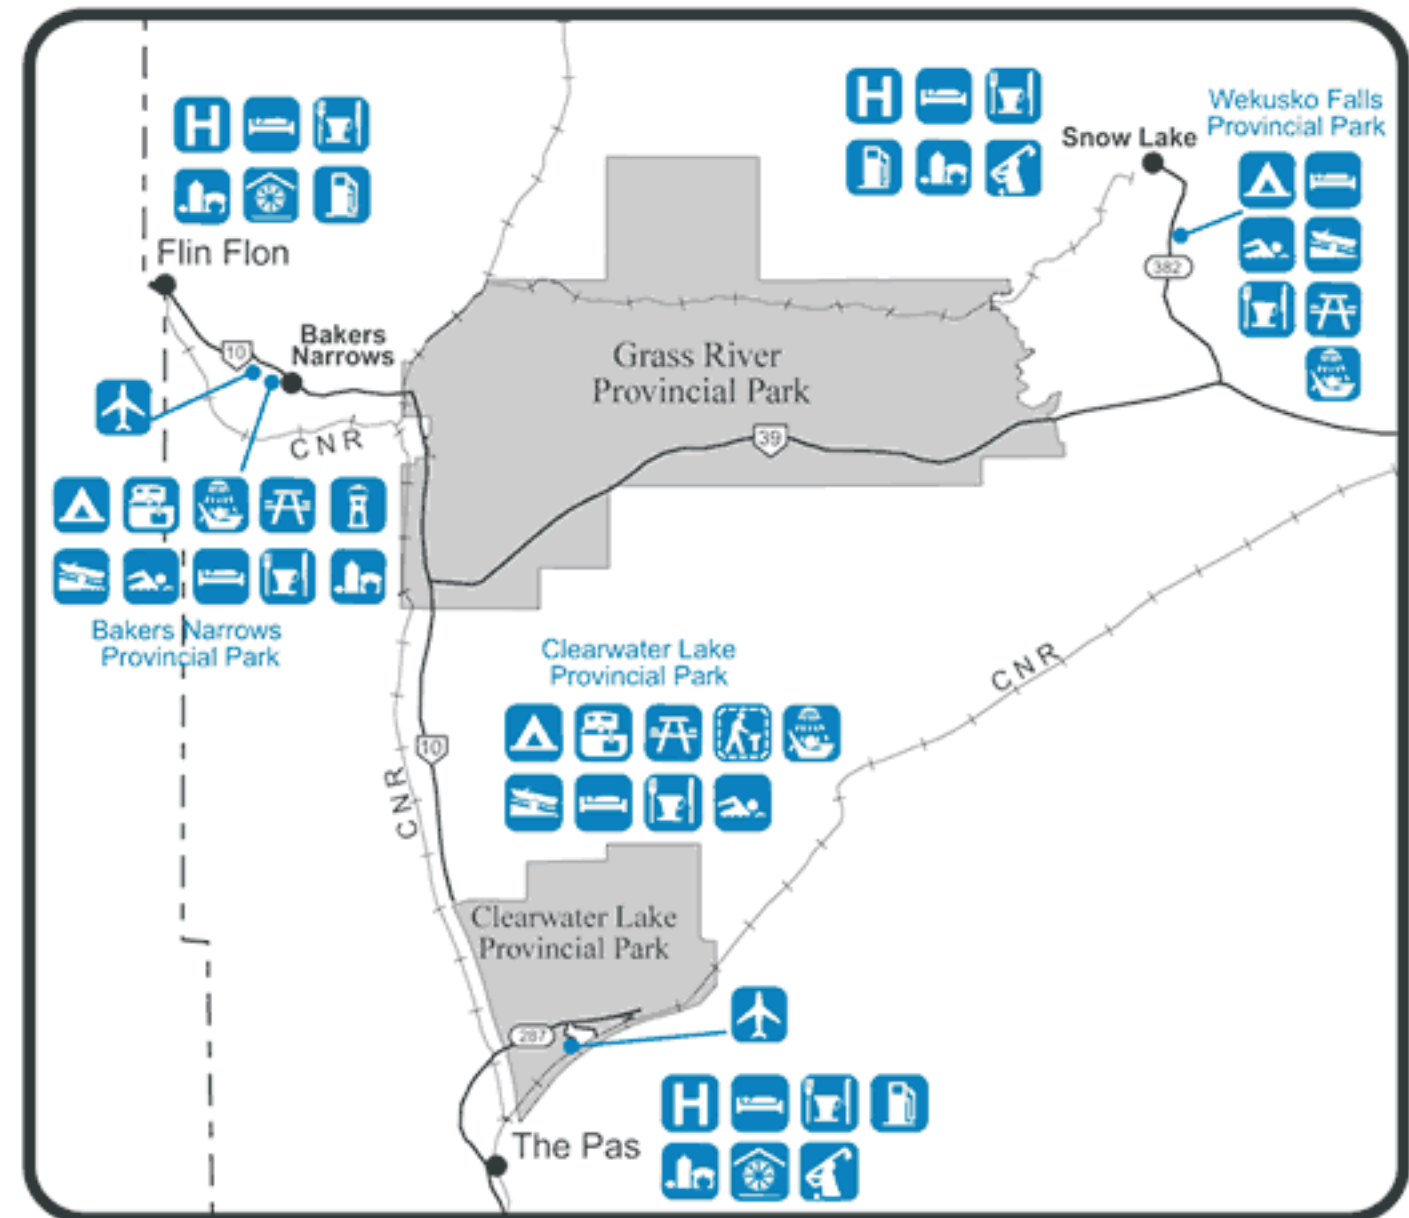 H
H
Wekusko Falls
Provincial Park
Snow Lake
Flin Flon
382
Bakers
Narrows
10
Grass River
Provincial Park
CNR
39
Bakers Narrows
Provincial Park
Clearwater Lake
Provincial Park
CNR
10
CNR
Clearwater Lake
Provincial Park
287
H
The Pas